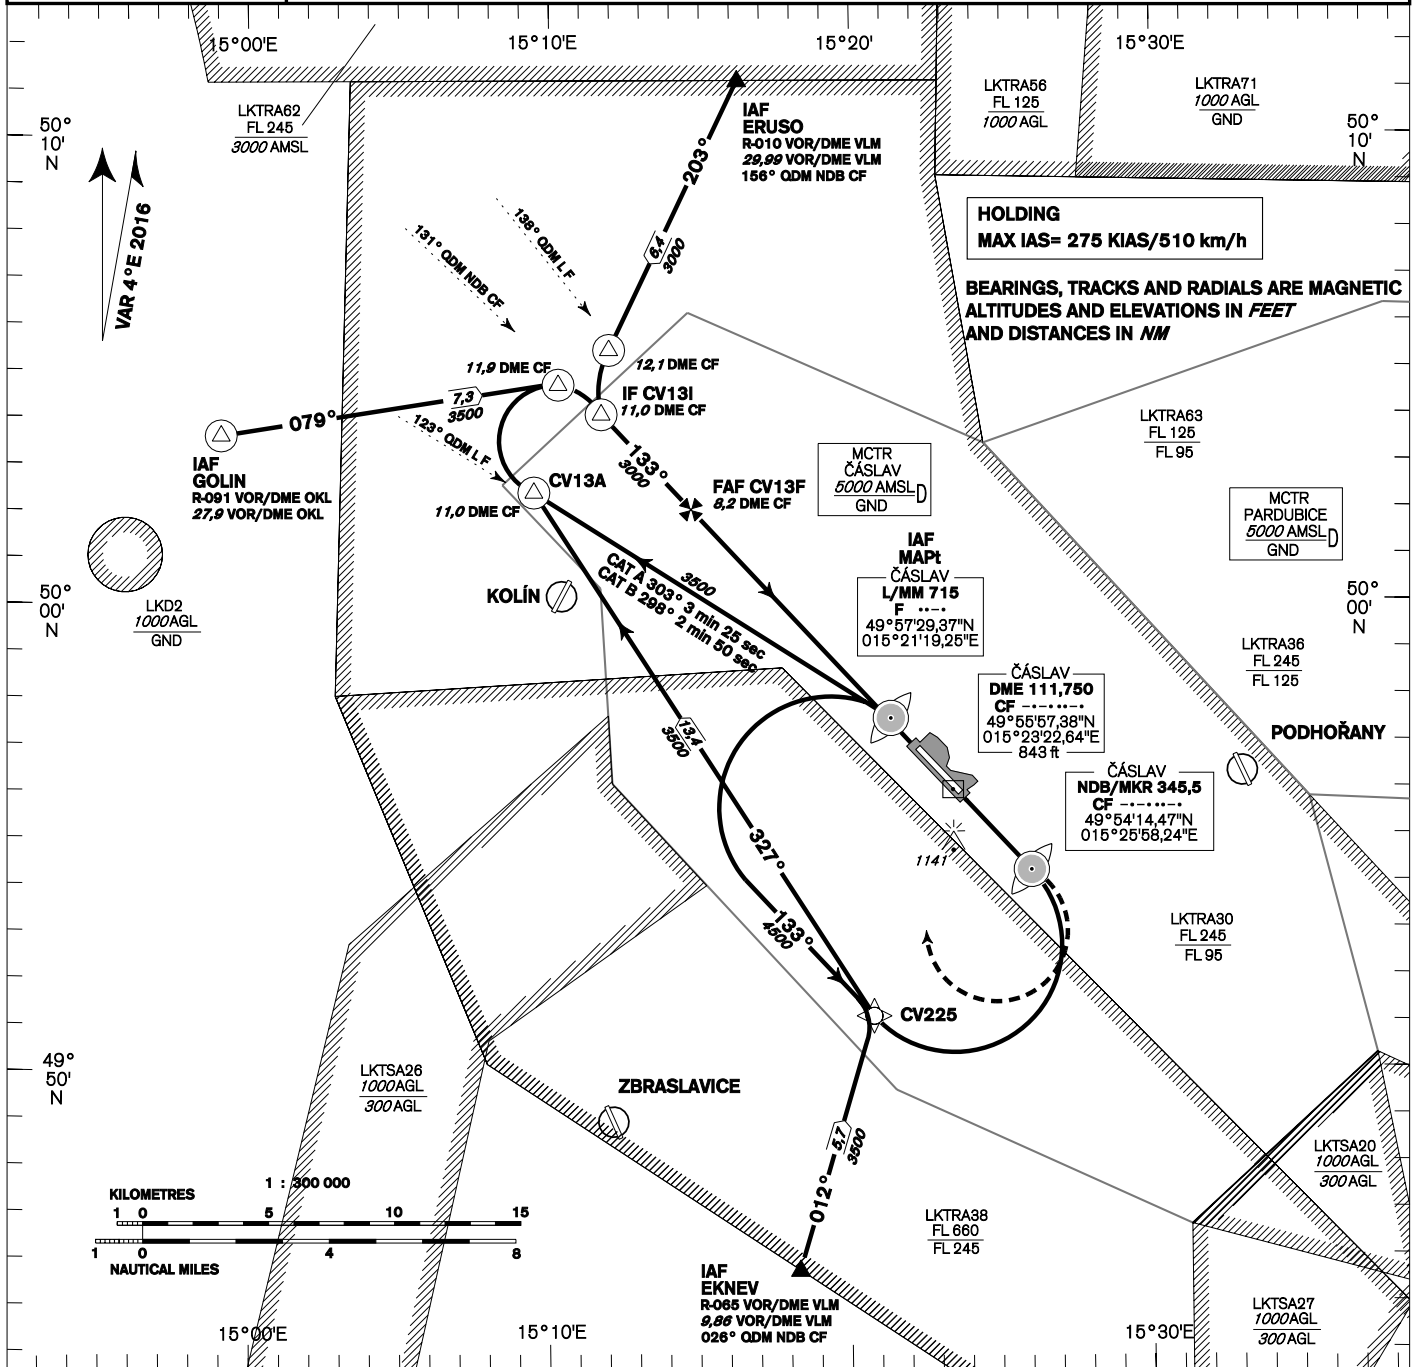 15°00'E
15°10'E
15°20'E
15°30'E
LKTRA62
FL 245
3000 AMSL
LKTRA56
FL 125
1000 AGL
LKTRA71
1000 AGL
GND
50°
10'
N
50°
10'
N
IAF
ERUSO
R-010 VOR/DME VLM
29,99 VOR/DME VLM
156° QDM NDB CF
203°
6,4
3000
VAR 4°E 2016
HOLDING
MAX IAS= 275 KIAS/510 km/h
BEARINGS, TRACKS AND RADIALS ARE MAGNETIC
ALTITUDES AND ELEVATIONS IN FEET
AND DISTANCES IN NM
138° QDM L F
131° QDM NDB CF
12,1 DME CF
11,9 DME CF
IF CV13I
11,0 DME CF
7,3
3500
079°
123° QDM L F
IAF
GOLIN
R-091 VOR/DME OKL
27,9 VOR/DME OKL
133°
3000
CV13A
11,0 DME CF
FAF CV13F
8,2 DME CF
MCTR
ČÁSLAV
5000 AMSL
GND
D
LKTRA63
FL 125
FL 95
MCTR
PARDUBICE
5000 AMSL
GND
D
IAF
MAPt
ČÁSLAV
L/MM 715
F ··–·
49°57'29,37"N
015°21'19,25"E
3500
CAT A 303° 3 min 25 sec
CAT B 298° 2 min 50 sec
KOLÍN
LKD2
1000AGL
GND
50°
00'
N
50°
00'
N
LKTRA36
FL 245
FL 125
ČÁSLAV
DME 111,750
CF –·–· ··–·
49°55'57,38"N
015°23'22,64"E
843 ft
PODHOŘANY
ČÁSLAV
NDB/MKR 345,5
CF –·–· ··–·
49°54'14,47"N
015°25'58,24"E
13,4
3500
327°
1141
133°
4500
LKTRA30
FL 245
FL 95
CV225
49°
50'
N
LKTSA26
1000AGL
300AGL
ZBRASLAVICE
5,7
3500
012°
LKTSA20
1000AGL
300AGL
1 : 300 000
KILOMETRES
1 0 5 10 15
1 0 4 8
NAUTICAL MILES
LKTRA38
FL 660
FL 245
IAF
EKNEV
R-065 VOR/DME VLM
9,86 VOR/DME VLM
026° QDM NDB CF
LKTSA27
1000AGL
300AGL
15°00'E
15°10'E
15°30'E